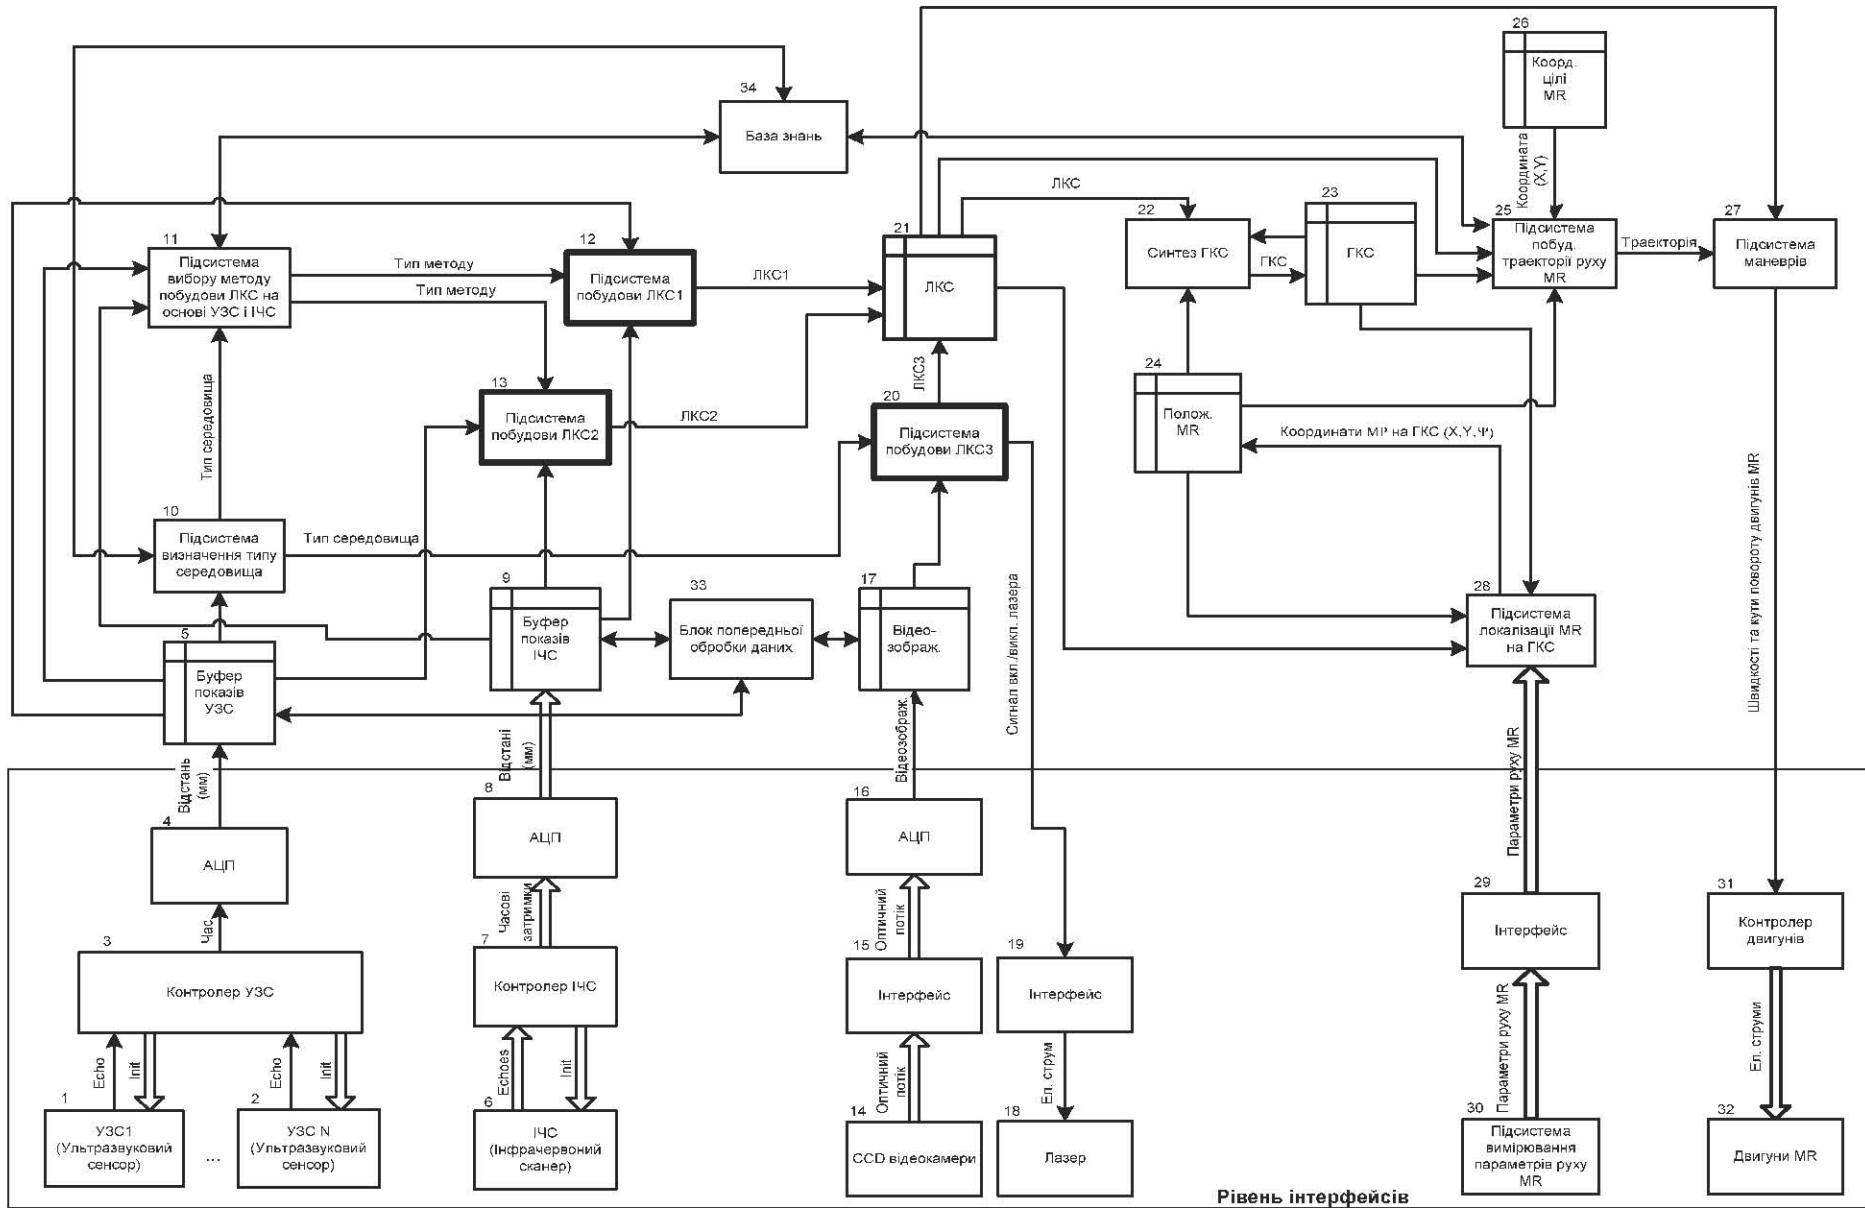 26
Коорд.
цілі
MR
34
База знань
Координата
(X,Y)
ЛКС
11
Підсистема
вибору методу
побудови ЛКС на
основі УЗС і ІЧС
Тип методу
Тип методу
12
Підсистема
побудови ЛКС1
ЛКС1
21
ЛКС
22
Синтез ГКС
ГКС
23
ГКС
25
Підсистема
побуд.
траекторії руху
MR
Траекторія
27
Підсистема
маневрів
Тип середовища
13
Підсистема
побудови ЛКС2
ЛКС2
ЛКС3
20
Підсистема
побудови ЛКС3
24
Полож.
MR
Координати МР на ГКС (X,Y,Ψ)
Швидкості та кути повороту двигунів MR
10
Підсистема
визначення типу
середовища
Тип середовища
9
Буфер
показів
ІЧС
33
Блок попередньої
обробки даних
17
Відео-
зображ.
Сигнал вкл./викл. лазера
28
Підсистема
локалізації MR
на ГКС
5
Буфер
показів
УЗС
Відстань
(мм)
Відстані
(мм)
Відеозображ.
Параметри руху MR
4
АЦП
8
АЦП
16
АЦП
Час
Часові
затримки
Оптичний
потік
3
Контролер УЗС
7
Контролер ІЧС
15
Інтерфейс
19
Інтерфейс
29
Інтерфейс
31
Контролер
двигунів
Echo
Init
Echo
Init
Echoes
Init
Оптичний
потік
Ел. струм
Параметри руху MR
Ел. струми
1
УЗС1
(Ультразвуковий
сенсор)
...
2
УЗС N
(Ультразвуковий
сенсор)
6
ІЧС
(Інфрачервоний
сканер)
14
CCD відеокамери
18
Лазер
30
Підсистема
вимірювання
параметрів руху
MR
32
Двигуни MR
Рівень інтерфейсів